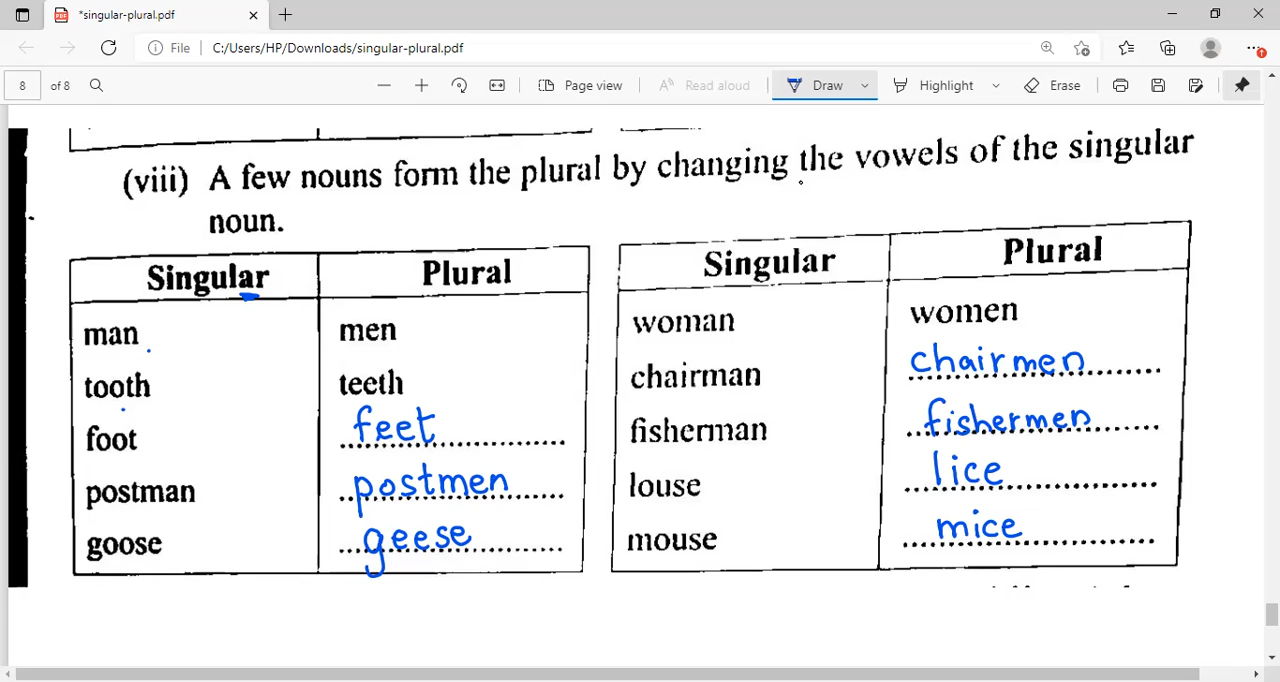 *singular-plural.pdf
File C:/Users/HP/Downloads/singular-plural.pdf
8 of 8 Page view Read aloud Draw Highlight Erase
(viii) A few nouns form the plural by changing the vowels of the singular
noun.
Singular Plural
man men
tooth teeth
foot feet
postman postmen
goose geese
Singular Plural
woman women
chairman chairmen
fisherman fishermen
louse lice
mouse mice